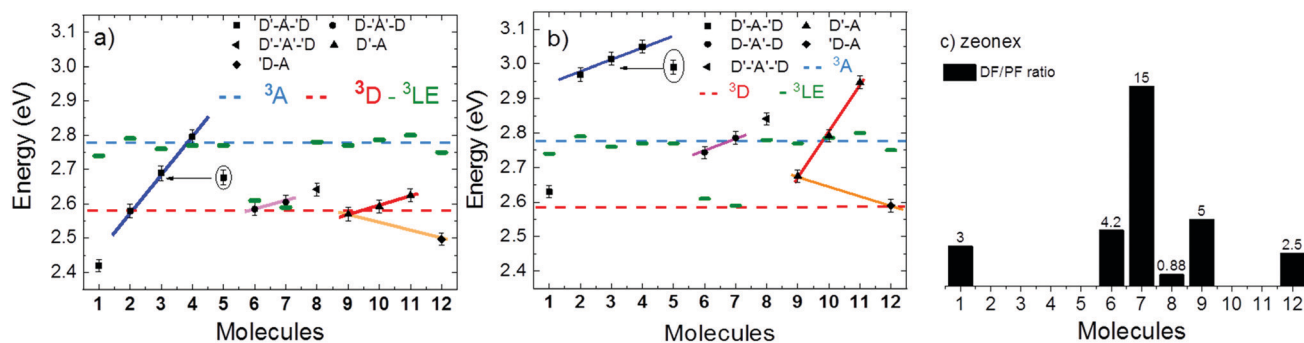 a)
D'-A-'D D-'A'-D
D'-'A'-'D D'-A
'D-A
³A ³D - ³LE
Energy (eV)
3.1
3.0
2.9
2.8
2.7
2.6
2.5
2.4
1 2 3 4 5 6 7 8 9 10 11 12
Molecules
b)
D'-A-'D D'-A
D-'A'-D 'D-A
D'-'A'-'D ³A
³D - ³LE
Energy (eV)
3.1
3.0
2.9
2.8
2.7
2.6
2.5
2.4
1 2 3 4 5 6 7 8 9 10 11 12
Molecules
c) zeonex
DF/PF ratio
3
4.2
15
0.88
5
2.5
1 2 3 4 5 6 7 8 9 10 11 12
Molecules